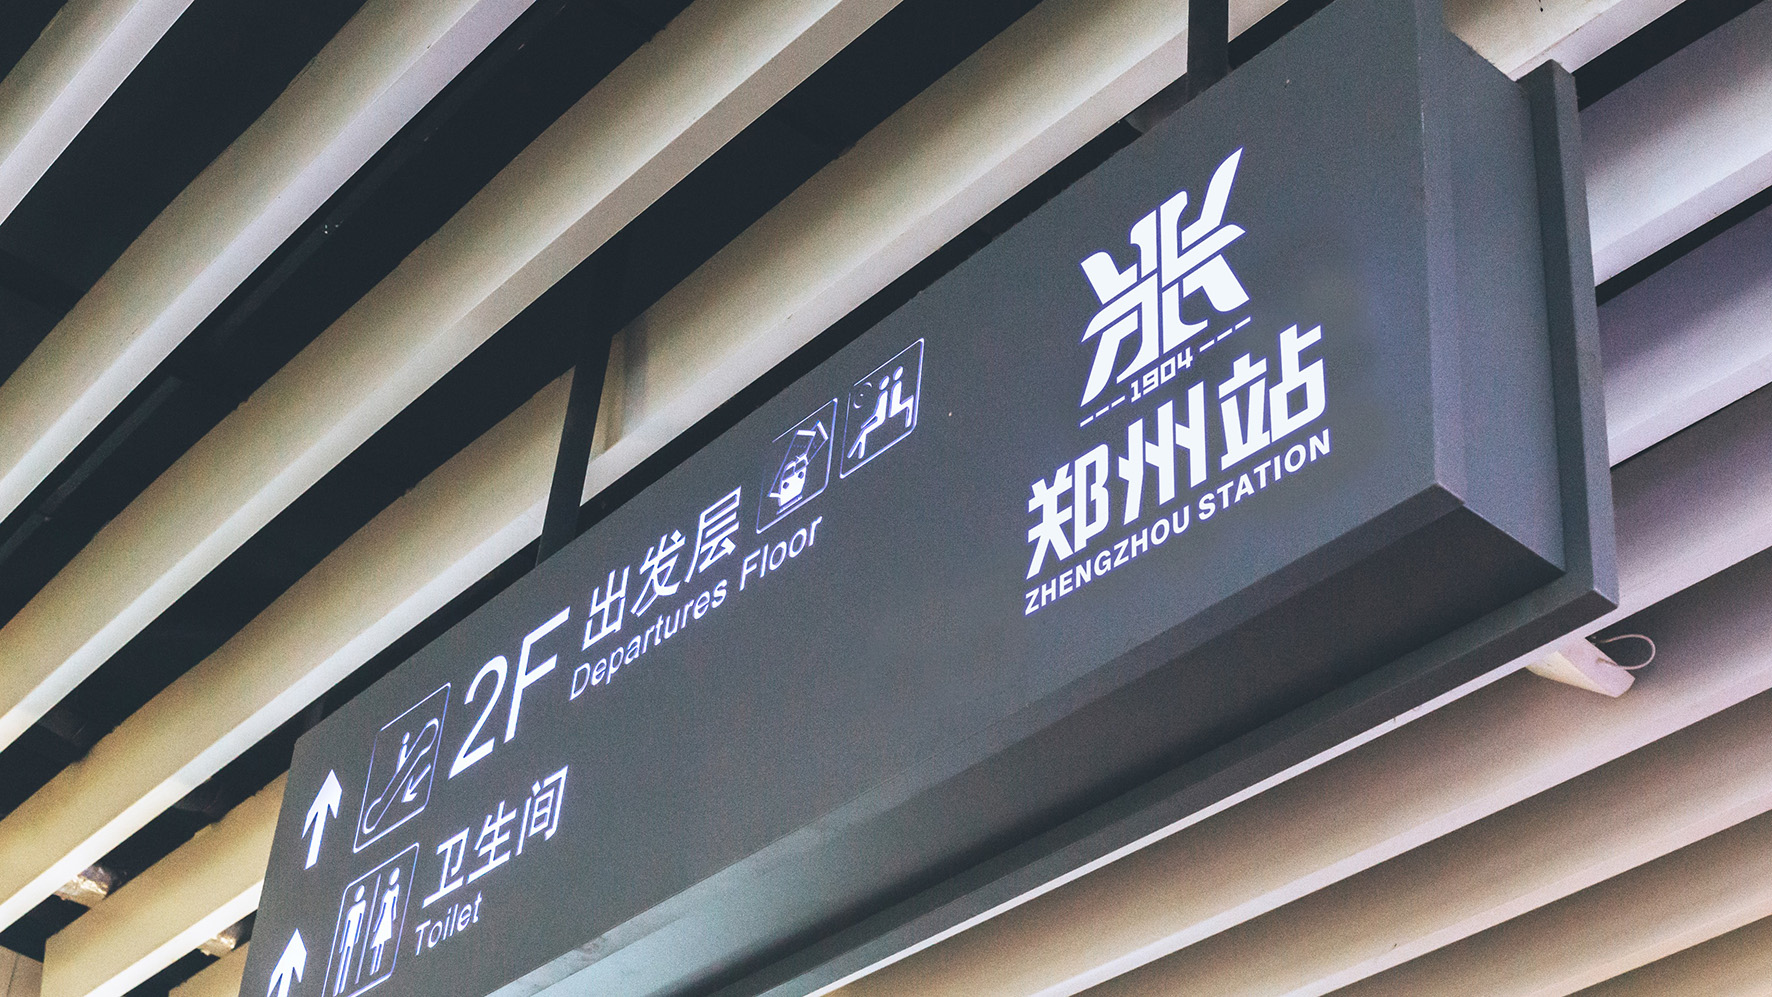 2F 出发层
Departures Floor
卫生间
Toilet
1904
郑州站
ZHENGZHOU STATION